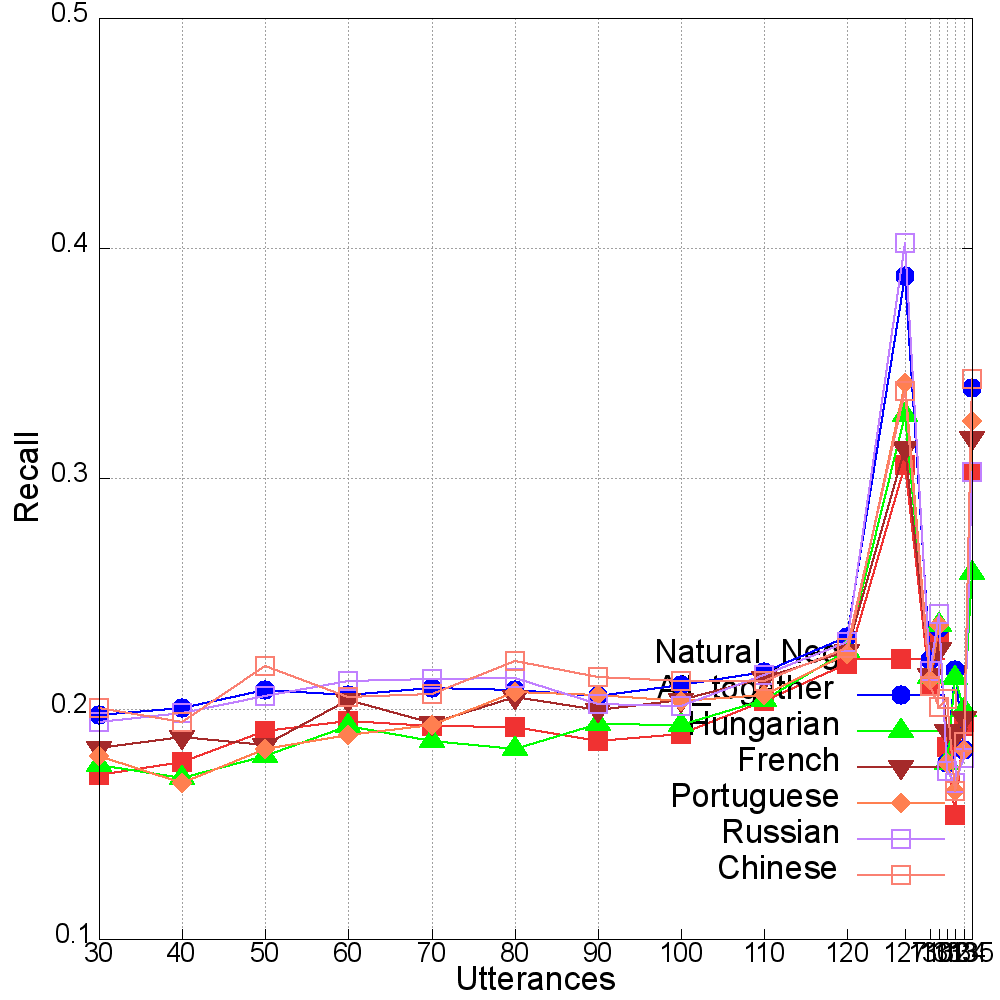 0.5
0.4
0.3
0.2
0.1
Recall
Natural_Neg
All_together
Hungarian
French
Portuguese
Russian
Chinese
30 40 50 60 70 80 90 100 110 120
Utterances